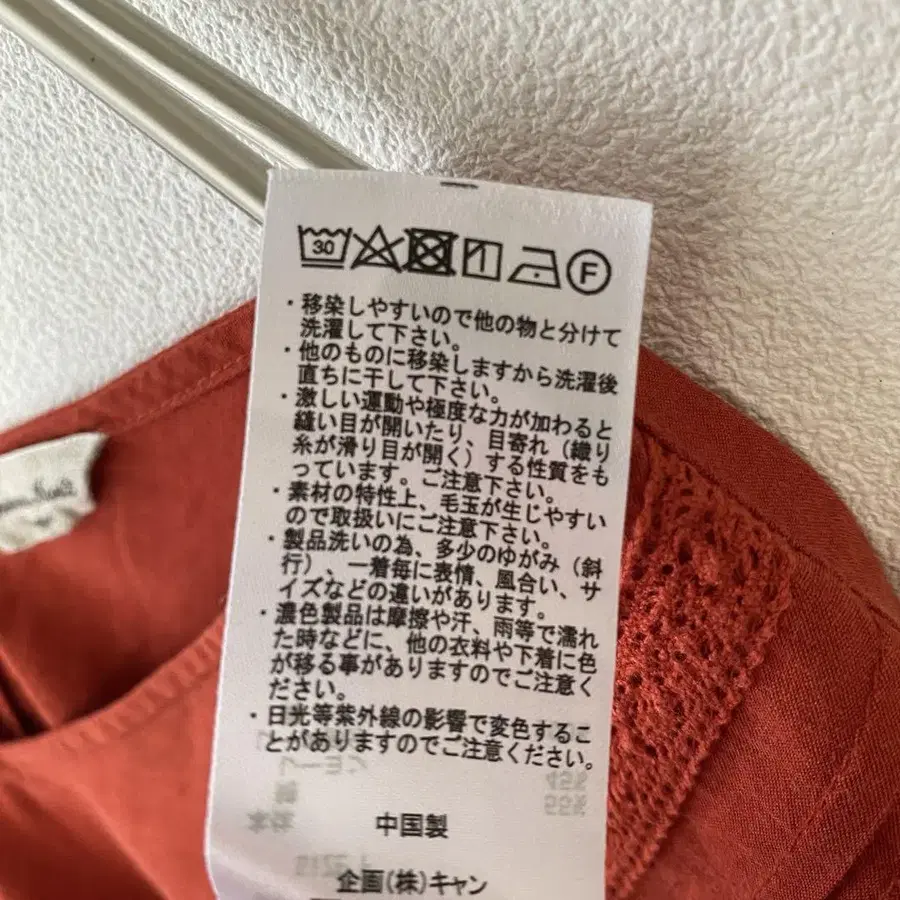 30
F
・移染しやすいので他の物と分けて
洗濯して下さい。
・他のものに移染しますから洗濯後
直ちに干して下さい。
・激しい運動や極度な力が加わると
縫い目が開いたり、目寄れ（織り
糸が滑り目が開く）する性質をも
っています。ご注意下さい。
・素材の特性上、毛玉が生じやすい
ので取扱いにご注意下さい。
・製品洗いの為、多少のゆがみ（斜
行）、一着毎に表情、風合い、サ
イズなどの違いがあります。
・濃色製品は摩擦や汗、雨等で濡れ
た時などに、他の衣料や下着に色
が移る事がありますのでご注意く
ださい。
・日光等紫外線の影響で変色するこ
とがありますのでご注意ください。
中国製
企画(株)キャン